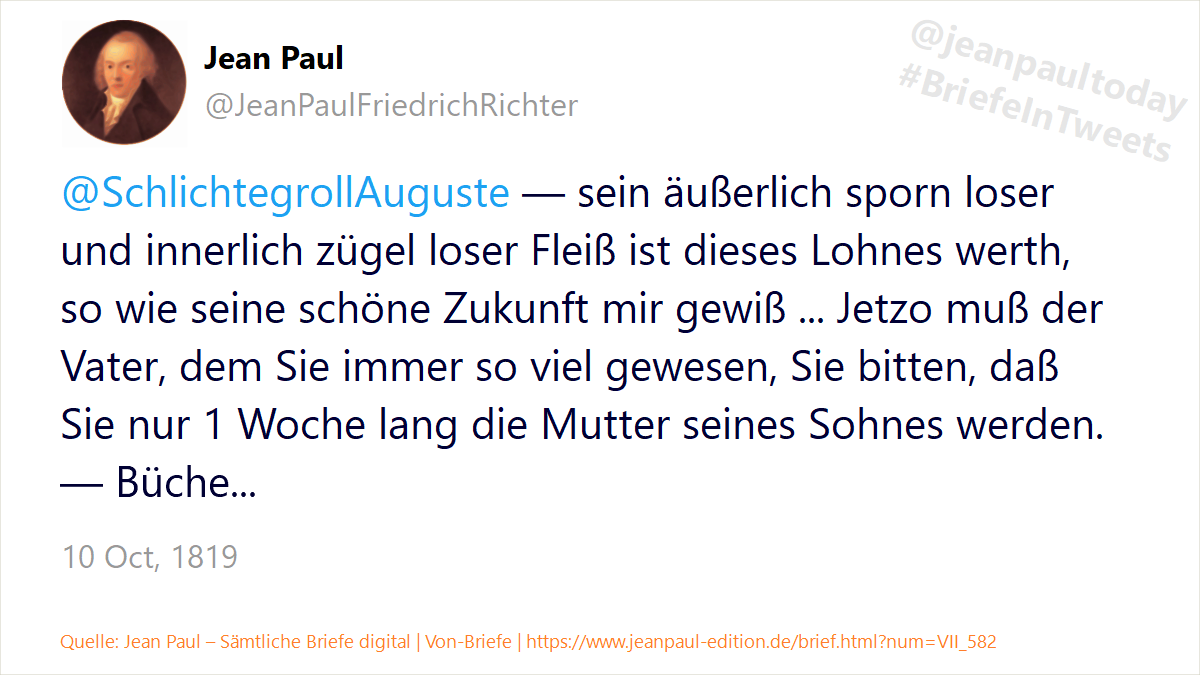 Jean Paul
@JeanPaulFriedrichRichter
@jeanpaultoday
#BriefeInTweets
@SchlichtegrollAuguste — sein äußerlich sporn loser
und innerlich zügel loser Fleiß ist dieses Lohnes werth,
so wie seine schöne Zukunft mir gewiß ... Jetzo muß der
Vater, dem Sie immer so viel gewesen, Sie bitten, daß
Sie nur 1 Woche lang die Mutter seines Sohnes werden.
— Büche...
10 Oct, 1819
Quelle: Jean Paul – Sämtliche Briefe digital | Von-Briefe | https://www.jeanpaul-edition.de/brief.html?num=VII_582